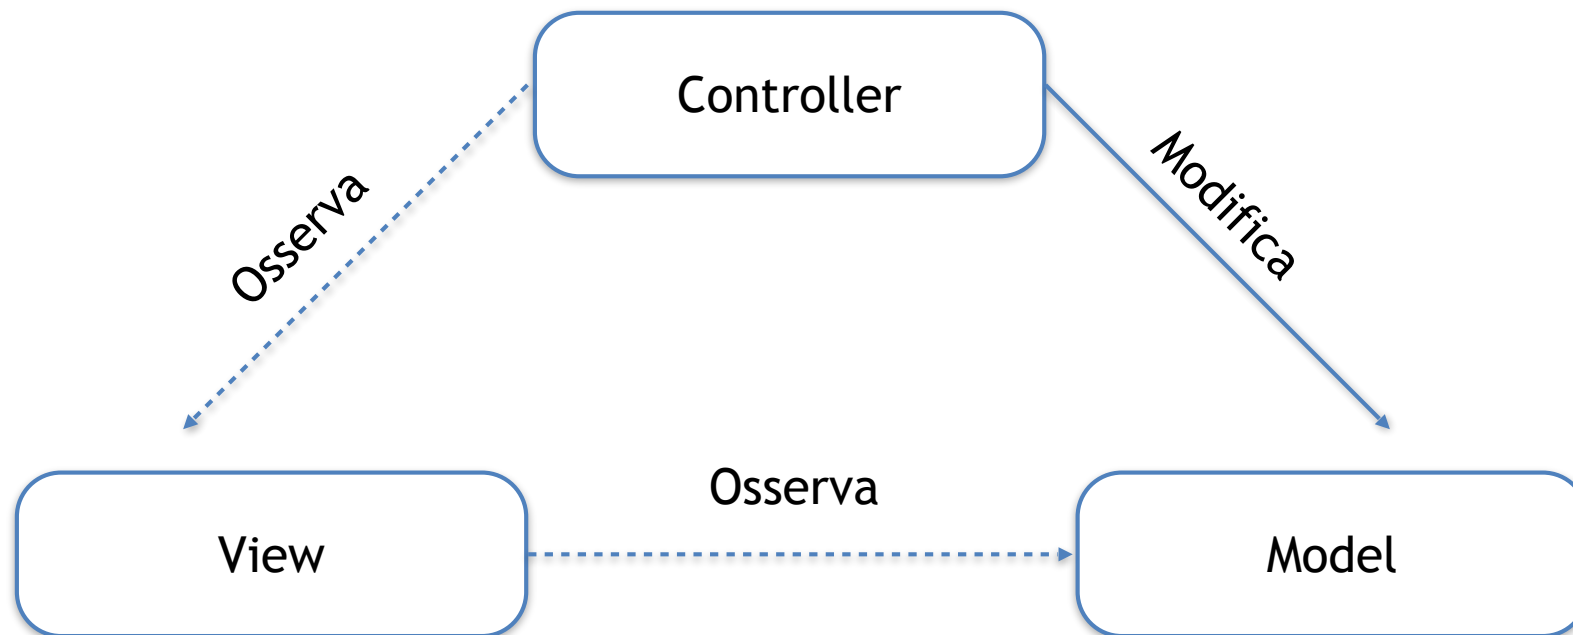 Controller
Osserva
Modifica
Osserva
View
Model